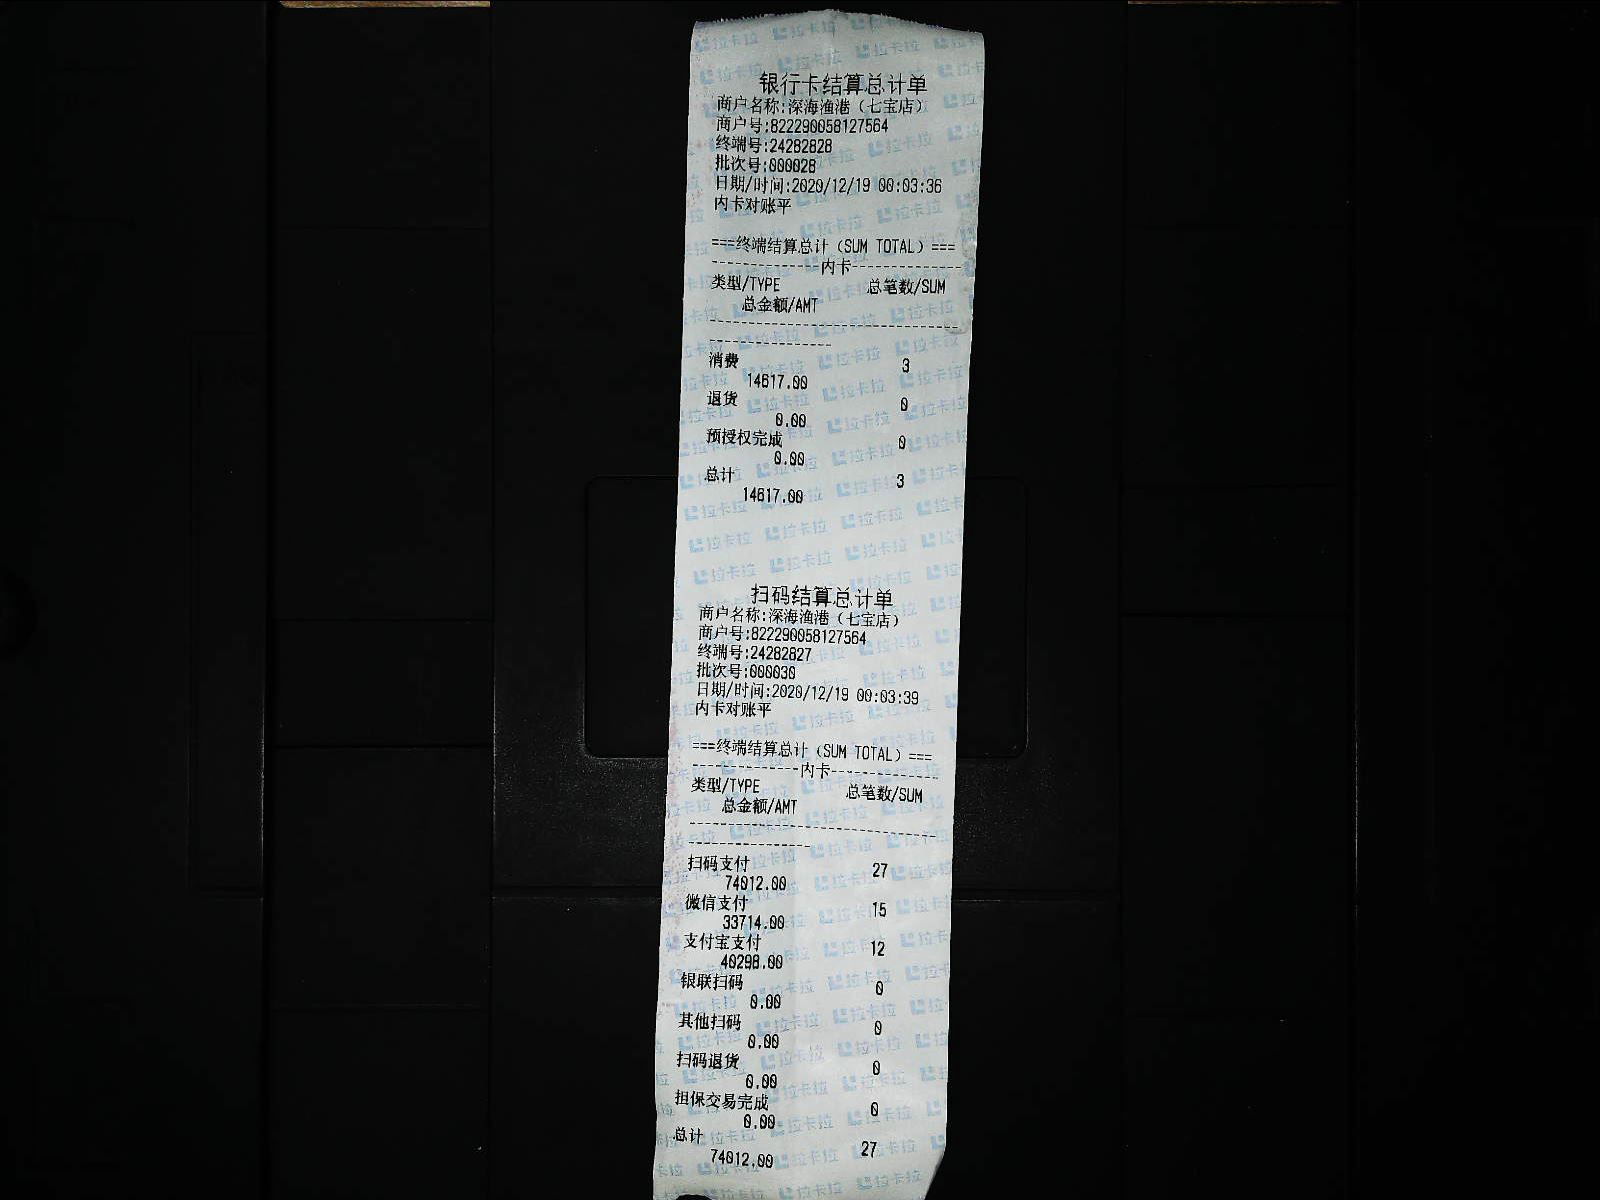 银行卡结算总计单
商户名称:深海渔港（七宝店）
商户号:822290058127564
终端号:24282828
批次号:000028
日期/时间:2020/12/19 00:03:36
内卡对账平
===终端结算总计（SUM TOTAL）===
----------------内卡----------------
类型/TYPE 总笔数/SUM
总金额/AMT
消费 3
14617.00
退货 0
0.00
预授权完成 0
0.00
总计 3
14617.00
扫码结算总计单
商户名称:深海渔港（七宝店）
商户号:822290058127564
终端号:24282827
批次号:000030
日期/时间:2020/12/19 00:03:39
内卡对账平
===终端结算总计（SUM TOTAL）===
----------------内卡----------------
类型/TYPE 总笔数/SUM
总金额/AMT
扫码支付 27
74012.00
微信支付 15
33714.00
支付宝支付 12
40298.00
银联扫码 0
0.00
其他扫码 0
0.00
扫码退货 0
0.00
担保交易完成 0
0.00
总计 27
74012.00